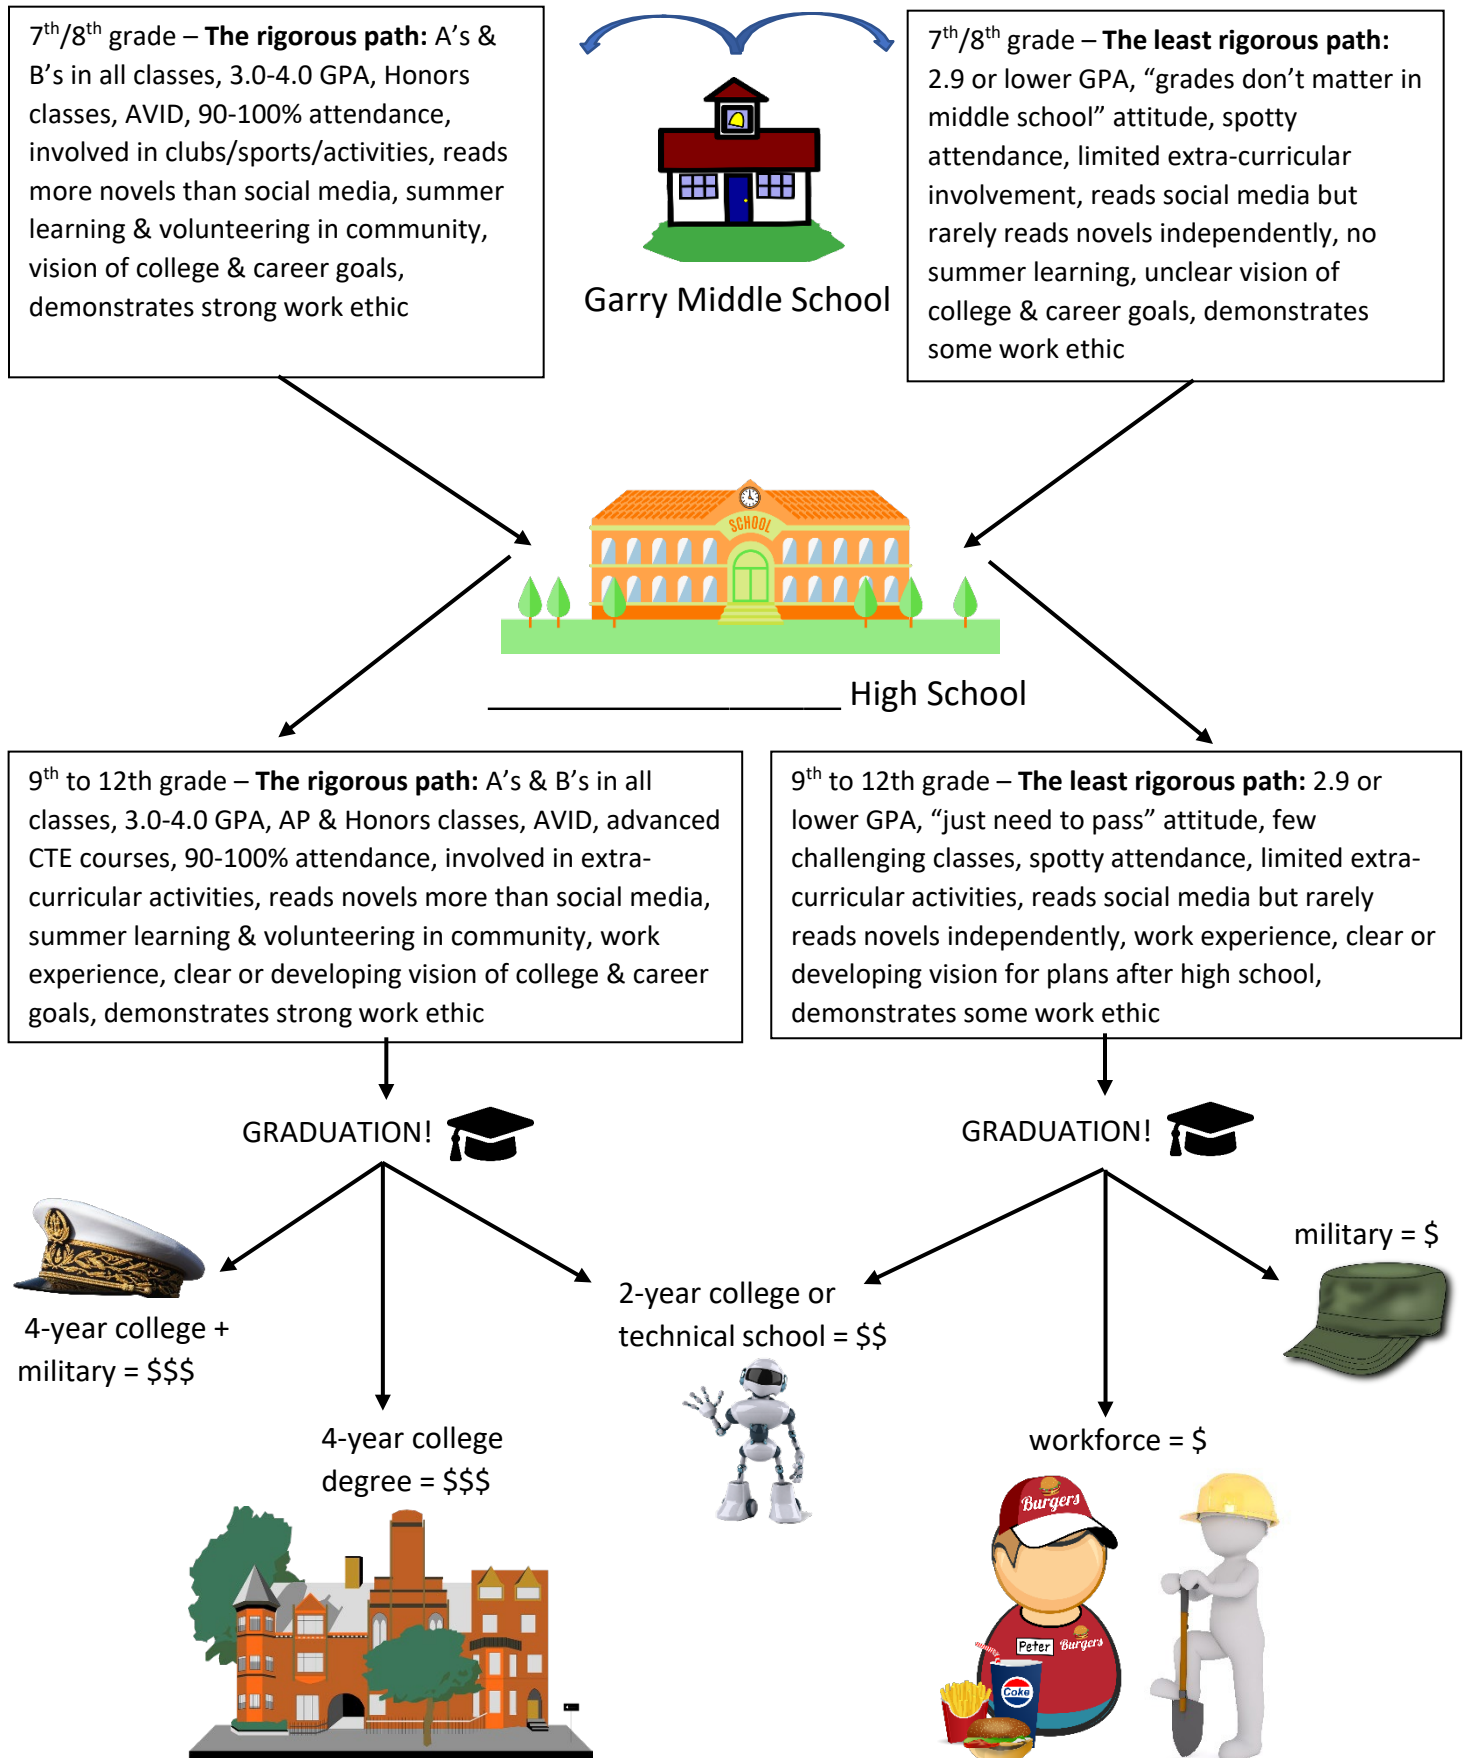 7th/8th grade – The rigorous path: A’s &
B’s in all classes, 3.0-4.0 GPA, Honors
classes, AVID, 90-100% attendance,
involved in clubs/sports/activities, reads
more novels than social media, summer
learning & volunteering in community,
vision of college & career goals,
demonstrates strong work ethic
Garry Middle School
7th/8th grade – The least rigorous path:
2.9 or lower GPA, “grades don’t matter in
middle school” attitude, spotty
attendance, limited extra-curricular
involvement, reads social media but
rarely reads novels independently, no
summer learning, unclear vision of
college & career goals, demonstrates
some work ethic
SCHOOL
____________________ High School
9th to 12th grade – The rigorous path: A’s & B’s in all
classes, 3.0-4.0 GPA, AP & Honors classes, AVID, advanced
CTE courses, 90-100% attendance, involved in extra-
curricular activities, reads novels more than social media,
summer learning & volunteering in community, work
experience, clear or developing vision of college & career
goals, demonstrates strong work ethic
9th to 12th grade – The least rigorous path: 2.9 or
lower GPA, “just need to pass” attitude, few
challenging classes, spotty attendance, limited extra-
curricular activities, reads social media but rarely
reads novels independently, work experience, clear or
developing vision for plans after high school,
demonstrates some work ethic
GRADUATION!
GRADUATION!
4-year college +
military = $$$
4-year college
degree = $$$
2-year college or
technical school = $$
military = $
workforce = $
Burgers
Peter
Burgers
Coke